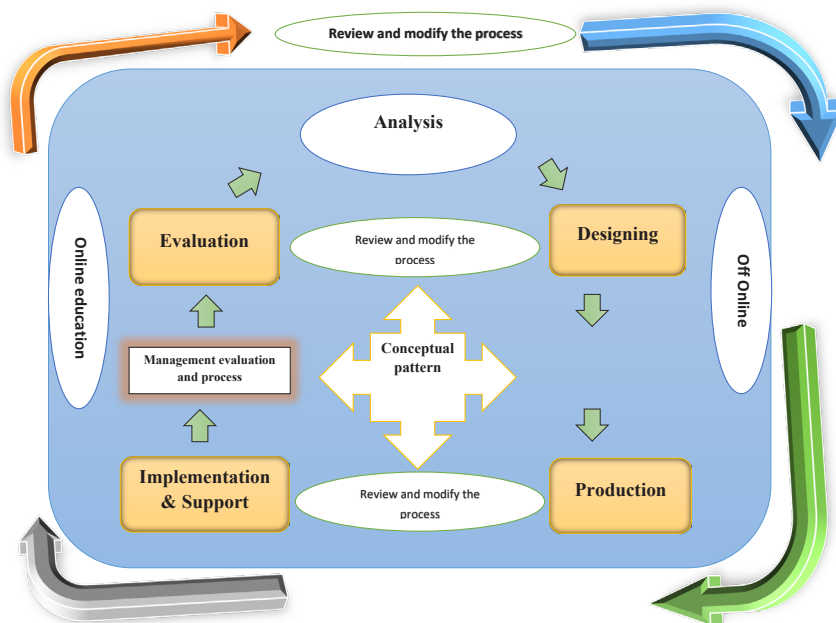 Review and modify the process
Analysis
Evaluation
Review and modify the
process
Designing
Online education
Off Online
Conceptual
pattern
Management evaluation
and process
Implementation
& Support
Review and modify the
process
Production